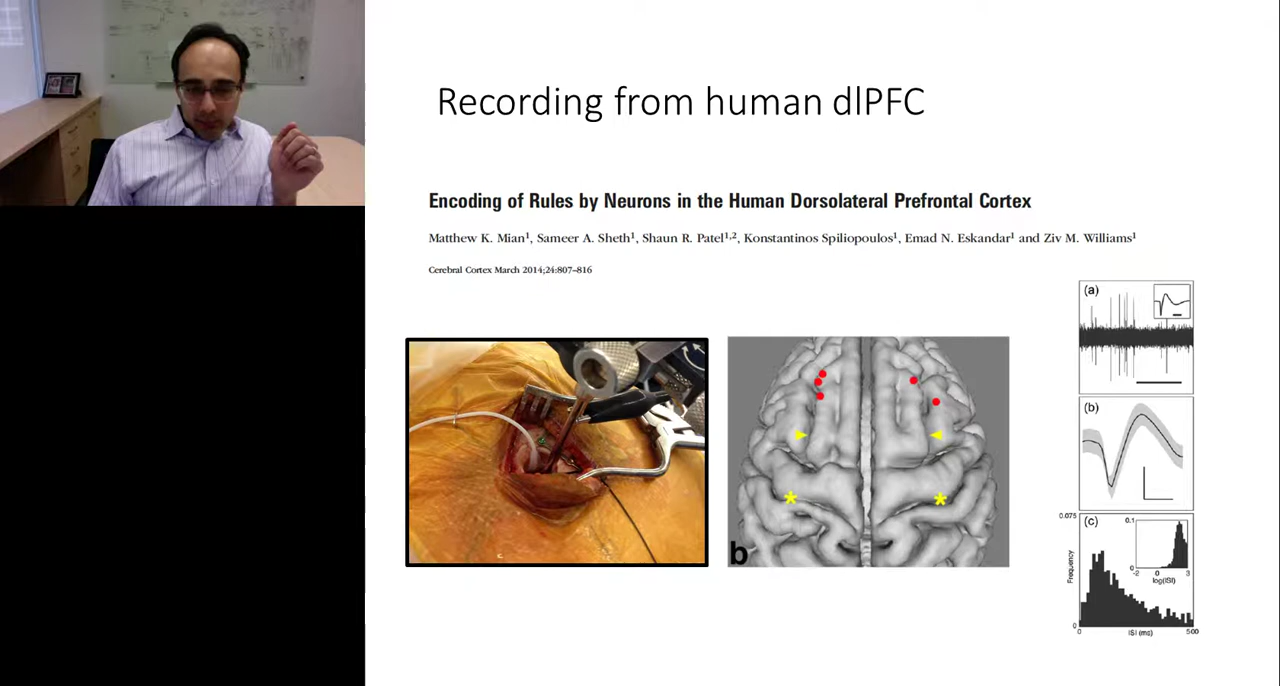 Recording from human dlPFC
Encoding of Rules by Neurons in the Human Dorsolateral Prefrontal Cortex
Matthew K. Mian1, Sameer A. Sheth1, Shaun R. Patel1,2, Konstantinos Spiliopoulos1, Emad N. Eskandar1 and Ziv M. Williams1
Cerebral Cortex March 2014;24:807–816
(a)
(b)
0.075
(c)
0.1
Frequency
0
-2 0 3
log(ISI)
b
0
0 500
ISI (ms)